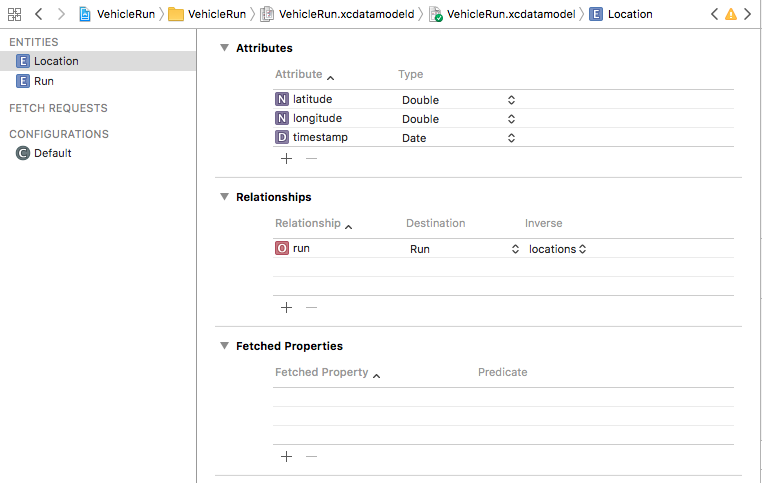 VehicleRun VehicleRun VehicleRun.xcdatamodeld VehicleRun.xcdatamodel E Location
ENTITIES
E Location
E Run
FETCH REQUESTS
CONFIGURATIONS
C Default
Attributes
Attribute Type
N latitude Double
N longitude Double
D timestamp Date
Relationships
Relationship Destination Inverse
O run Run locations
Fetched Properties
Fetched Property Predicate